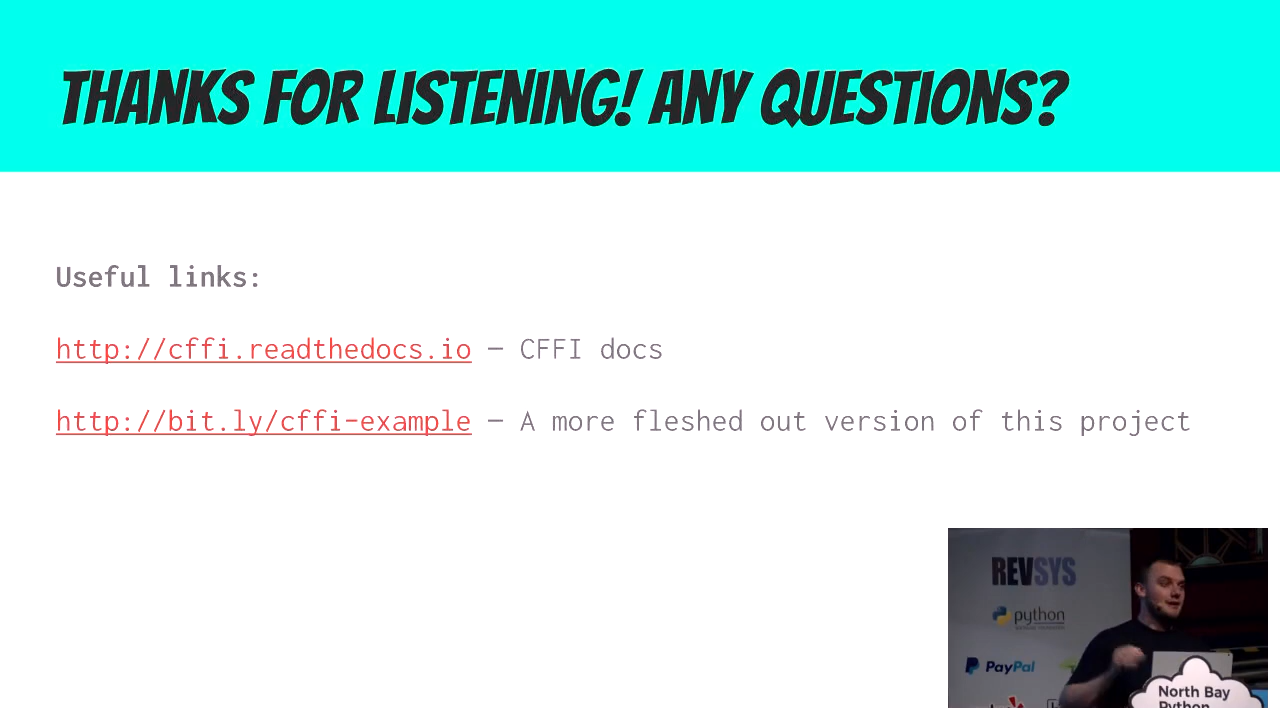 THANKS FOR LISTENING! ANY QUESTIONS?
Useful links:
http://cffi.readthedocs.io — CFFI docs
http://bit.ly/cffi-example — A more fleshed out version of this project
REVSYS
python
PayPal
North Bay
Python